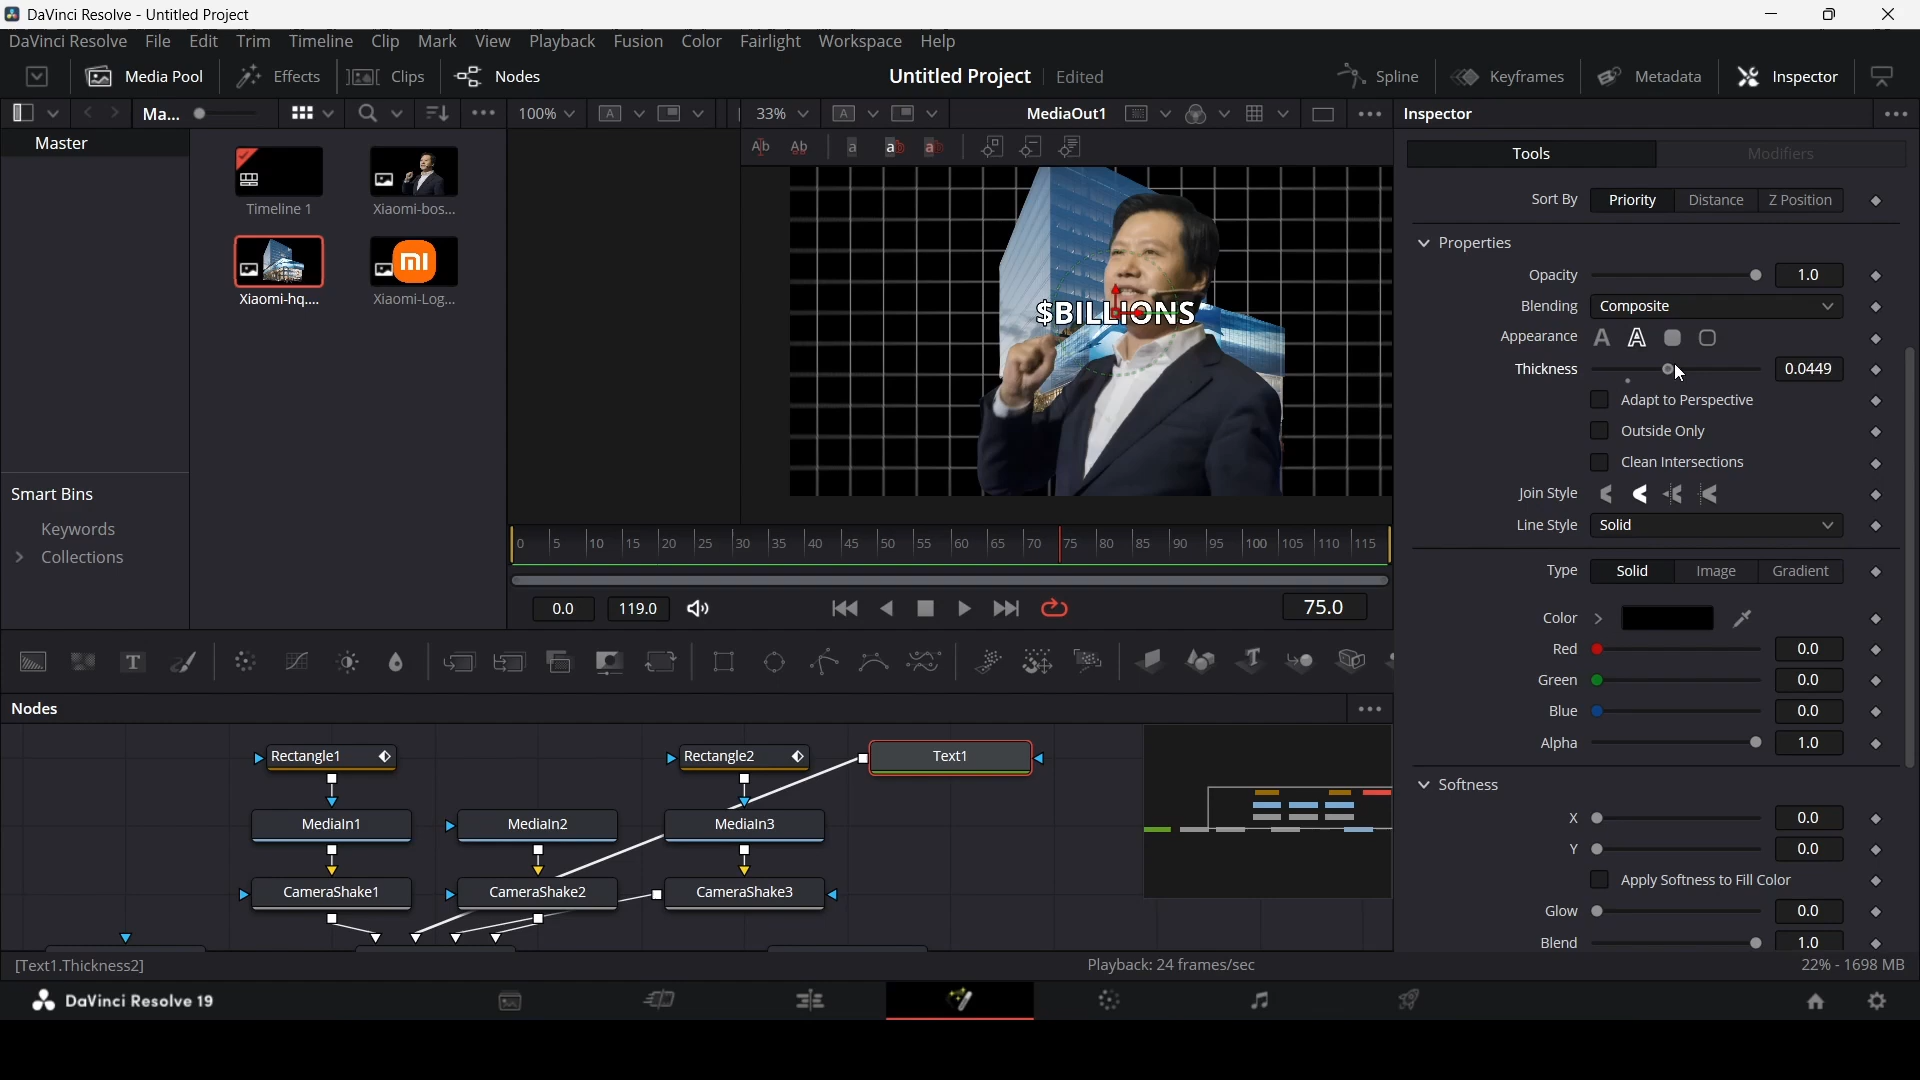 DaVinci Resolve - Untitled Project
DaVinci Resolve File Edit Trim Timeline Clip Mark View Playback Fusion Color Fairlight Workspace Help
Media Pool Effects Clips Nodes Untitled Project Edited Spline Keyframes Metadata Inspector
Ma... 100% 33% MediaOut1 Inspector
Master
Timeline 1
Xiaomi-bos...
Xiaomi-hq....
Xiaomi-Log...
Smart Bins
Keywords
Collections
$BILLIONS
0 5 10 15 20 25 30 35 40 45 50 55 60 65 70 75 80 85 90 95 100 105 110 115
0.0 119.0 75.0
Tools Modifiers
Sort By Priority Distance Z Position
Properties
Opacity 1.0
Blending Composite
Appearance
Thickness 0.0449
Adapt to Perspective
Outside Only
Clean Intersections
Join Style
Line Style Solid
Type Solid Image Gradient
Color
Red 0.0
Green 0.0
Blue 0.0
Alpha 1.0
Softness
X 0.0
Y 0.0
Apply Softness to Fill Color
Glow 0.0
Blend 1.0
Nodes
Rectangle1 Rectangle2 Text1
MediaIn1 MediaIn2 MediaIn3
CameraShake1 CameraShake2 CameraShake3
[Text1.Thickness2] Playback: 24 frames/sec 22% - 1698 MB
DaVinci Resolve 19